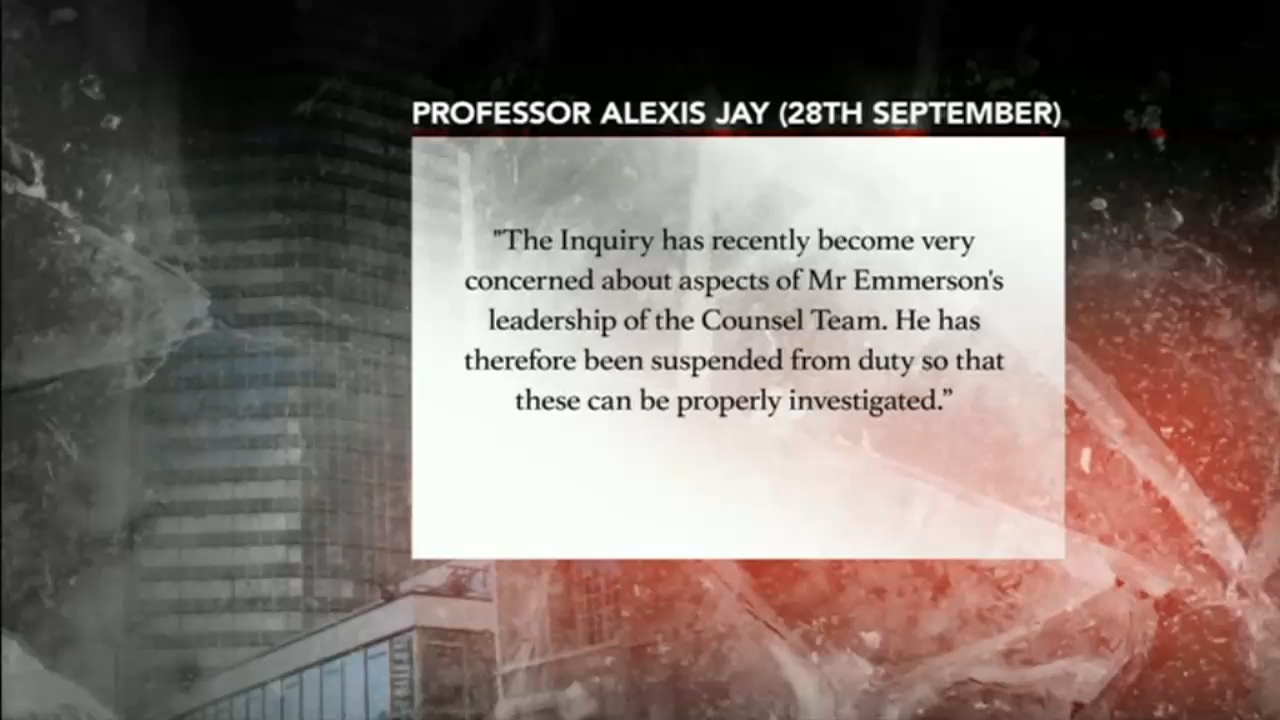 PROFESSOR ALEXIS JAY (28TH SEPTEMBER)
"The Inquiry has recently become very
concerned about aspects of Mr Emmerson's
leadership of the Counsel Team. He has
therefore been suspended from duty so that
these can be properly investigated.”